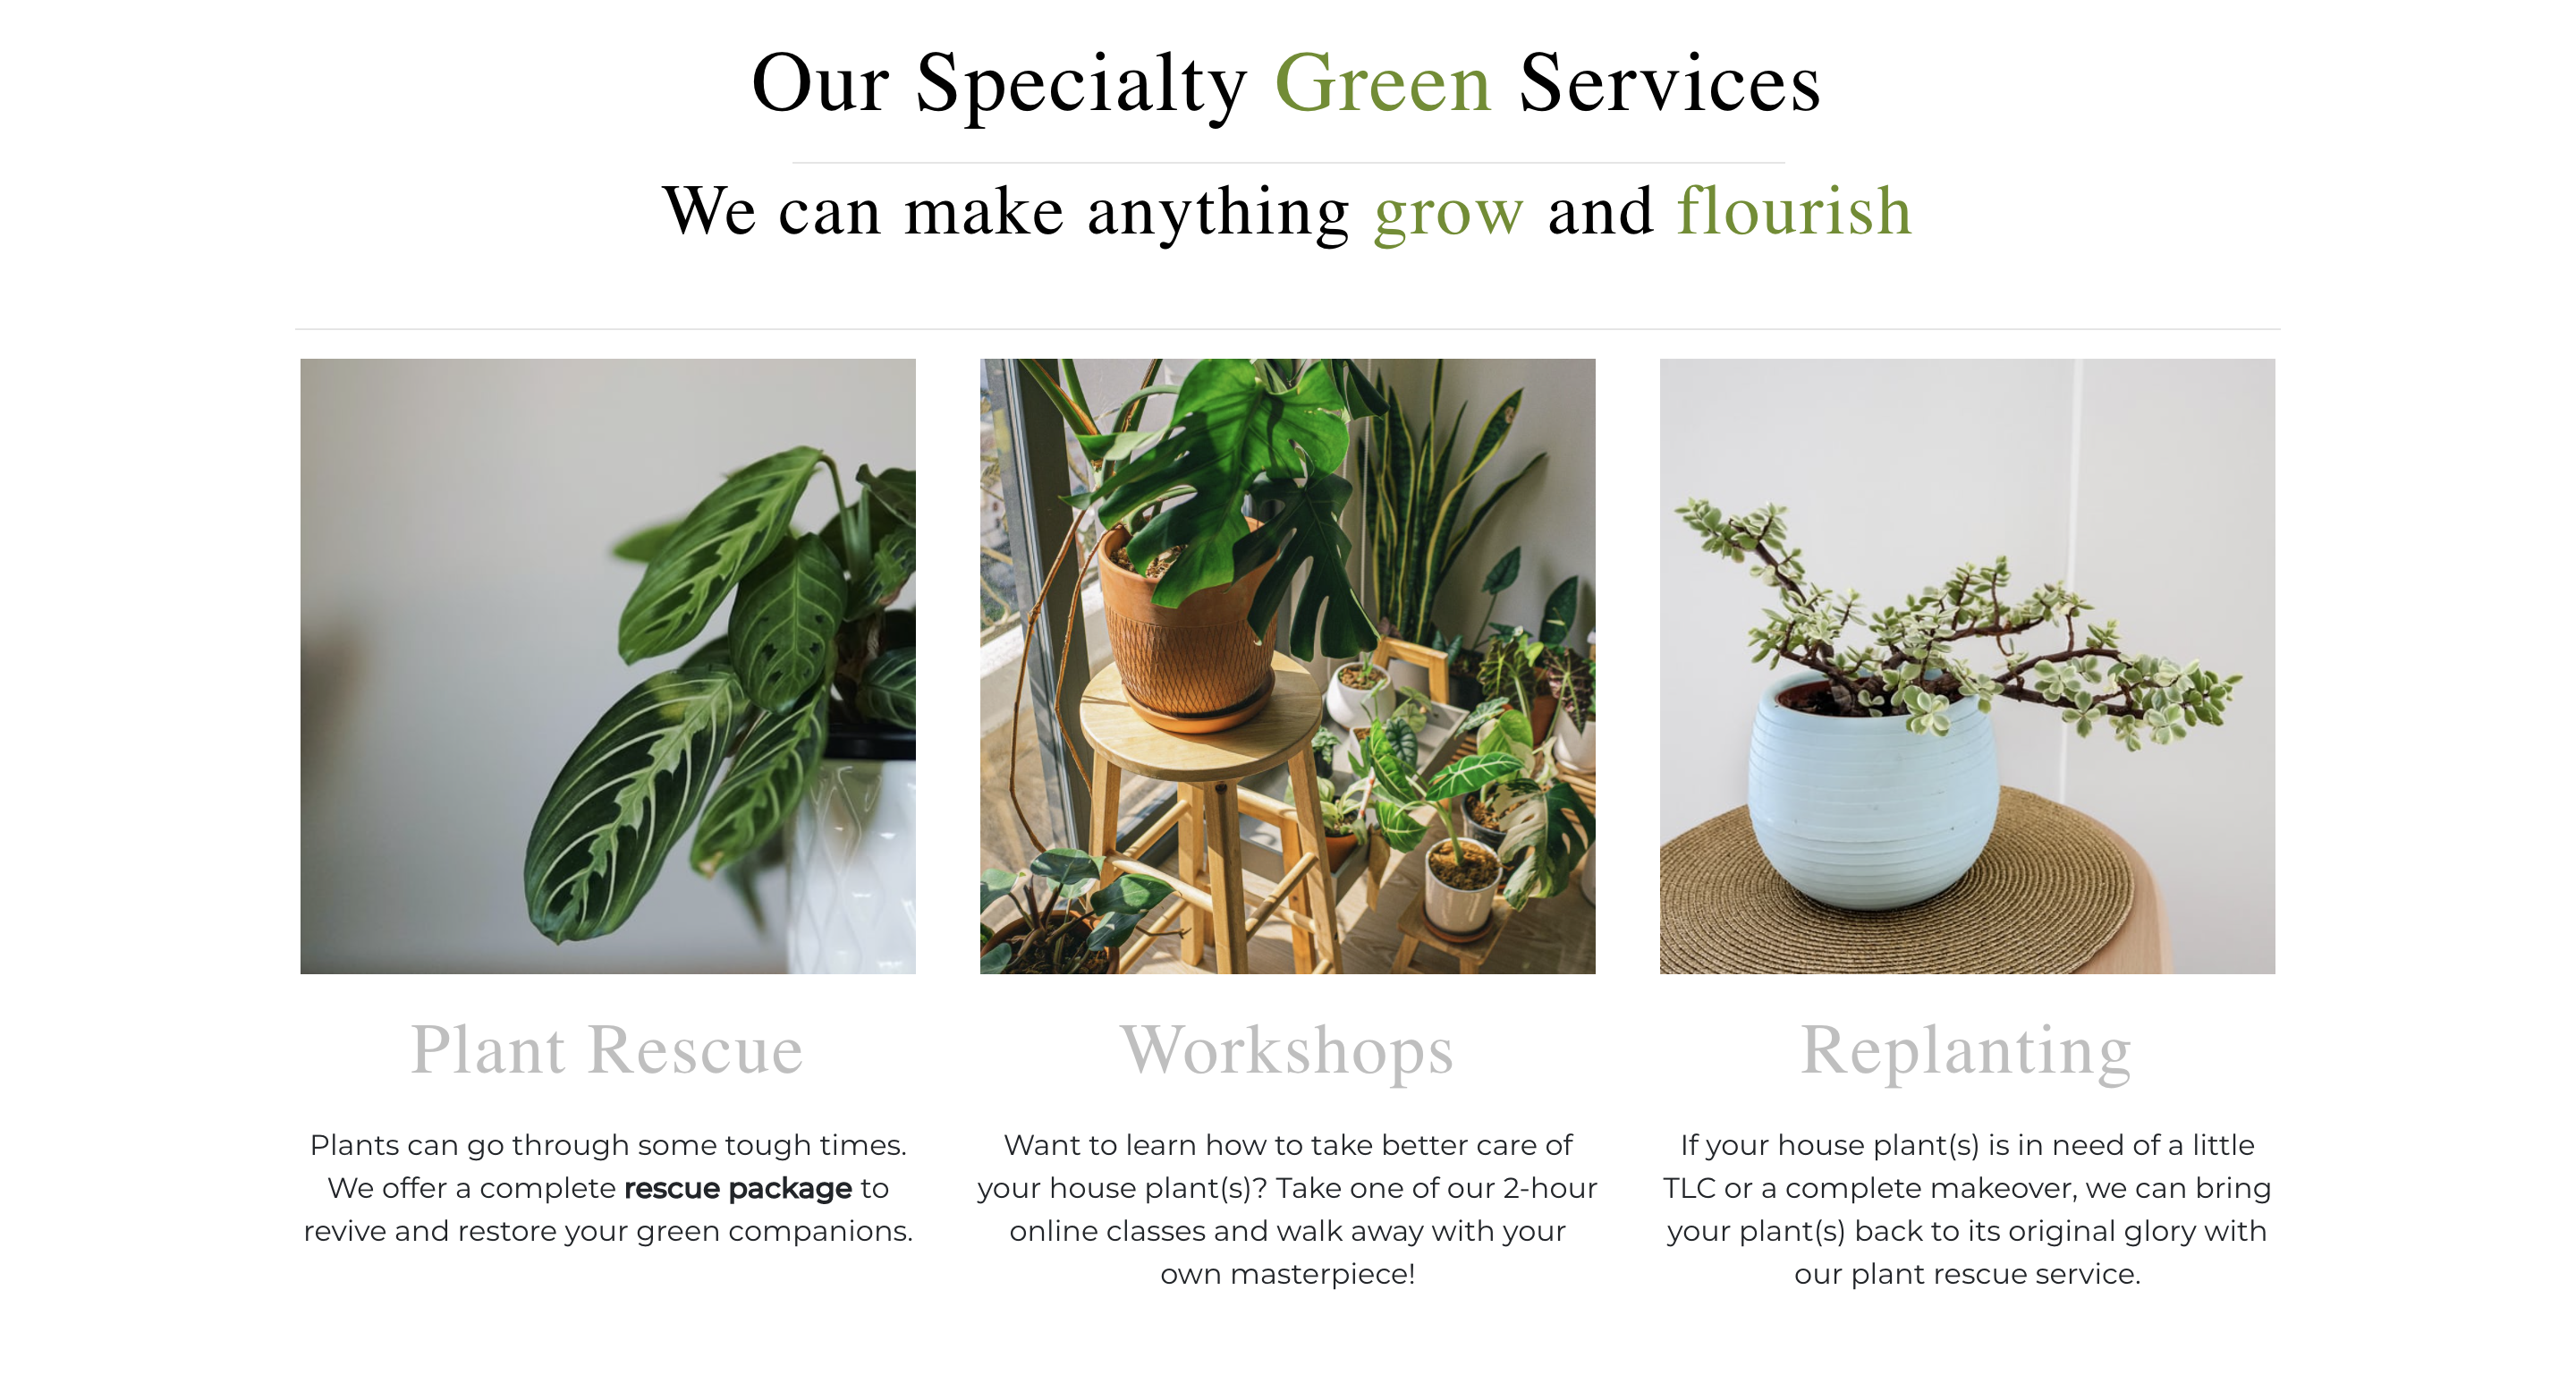 Our Specialty Green Services
We can make anything grow and flourish
Plant Rescue
Plants can go through some tough times.
We offer a complete rescue package to
revive and restore your green companions.
Workshops
Want to learn how to take better care of
your house plant(s)? Take one of our 2-hour
online classes and walk away with your
own masterpiece!
Replanting
If your house plant(s) is in need of a little
TLC or a complete makeover, we can bring
your plant(s) back to its original glory with
our plant rescue service.